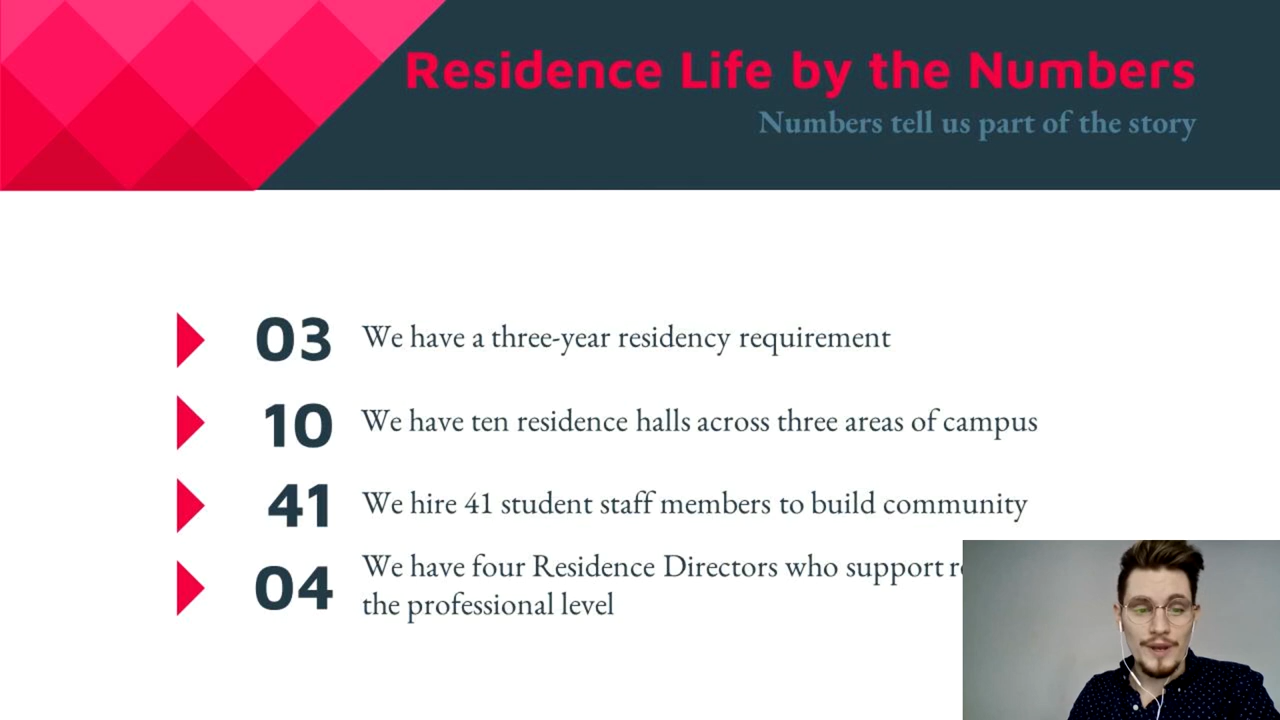 Residence Life by the Numbers
Numbers tell us part of the story
03 We have a three-year residency requirement
10 We have ten residence halls across three areas of campus
41 We hire 41 student staff members to build community
04 We have four Residence Directors who support
the professional level